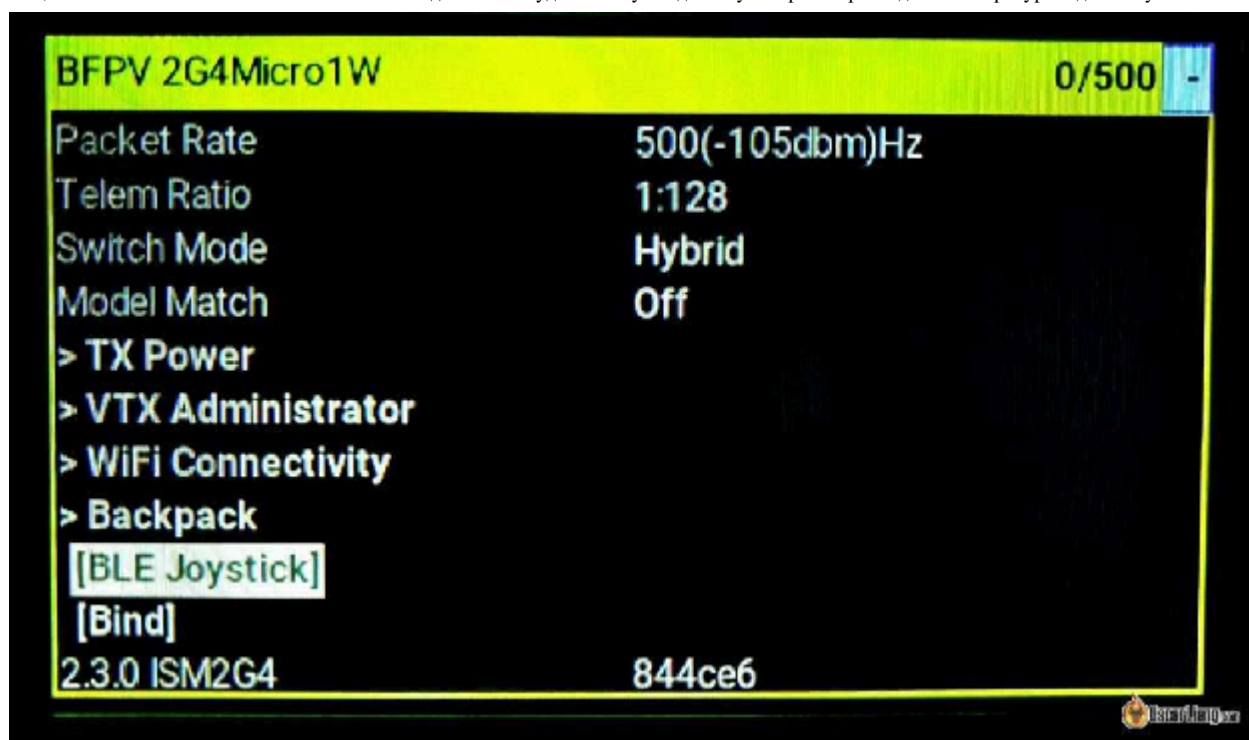 BFPV 2G4Micro1W 0/500 -
Packet Rate 500(-105dbm)Hz
Telem Ratio 1:128
Switch Mode Hybrid
Model Match Off
> TX Power
> VTX Administrator
> WiFi Connectivity
> Backpack
[BLE Joystick]
[Bind]
2.3.0 ISM2G4 844ce6